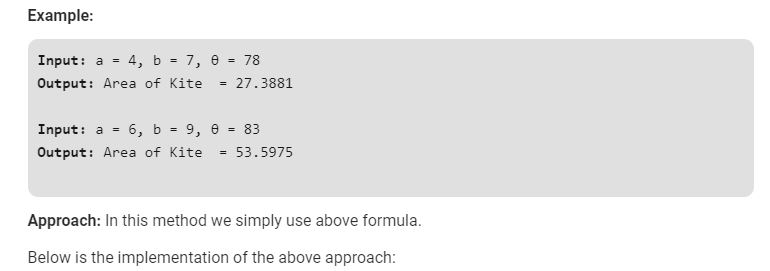 Example:
Input: a = 4, b = 7, θ = 78
Output: Area of Kite  = 27.3881
Input: a = 6, b = 9, θ = 83
Output: Area of Kite  = 53.5975
Approach: In this method we simply use above formula.
Below is the implementation of the above approach: